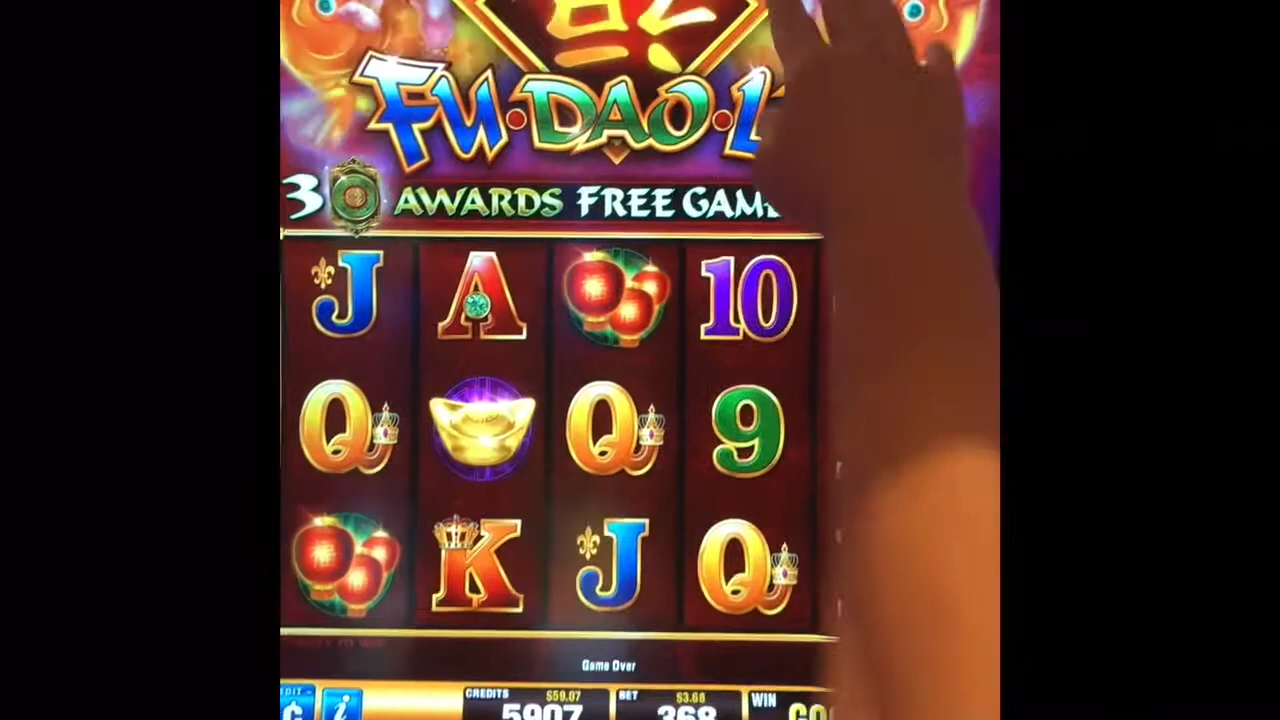 FU·DAO·L
3 AWARDS FREE GAM
J A 10
Q Q 9
K J Q
Game Over
CREDITS $59.07 BET $3.68 WIN
¢ i 5907 368